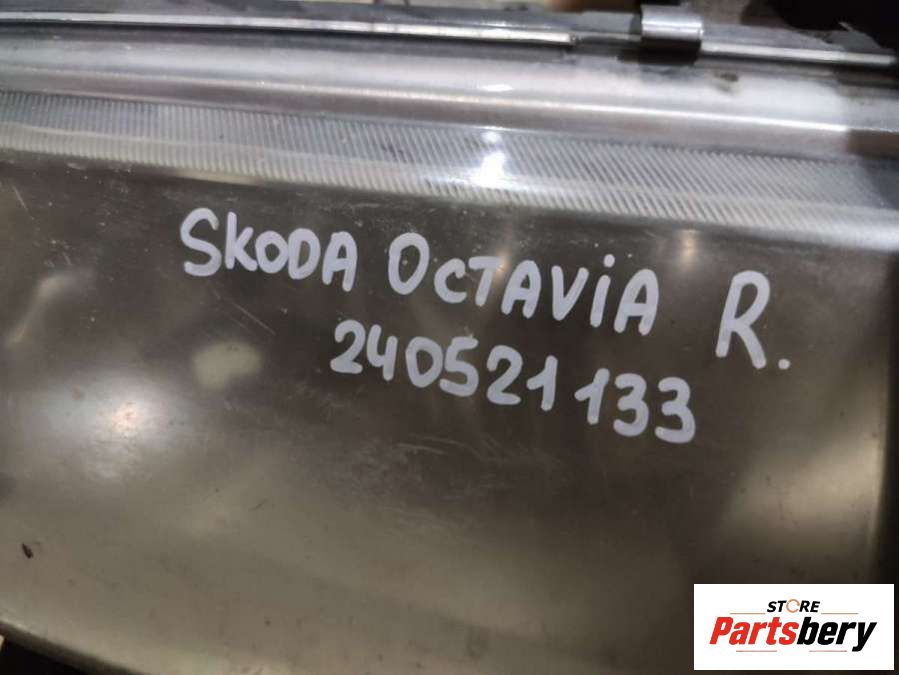 SKODA OCTAViA R.
240521133
STORE
Partsbery